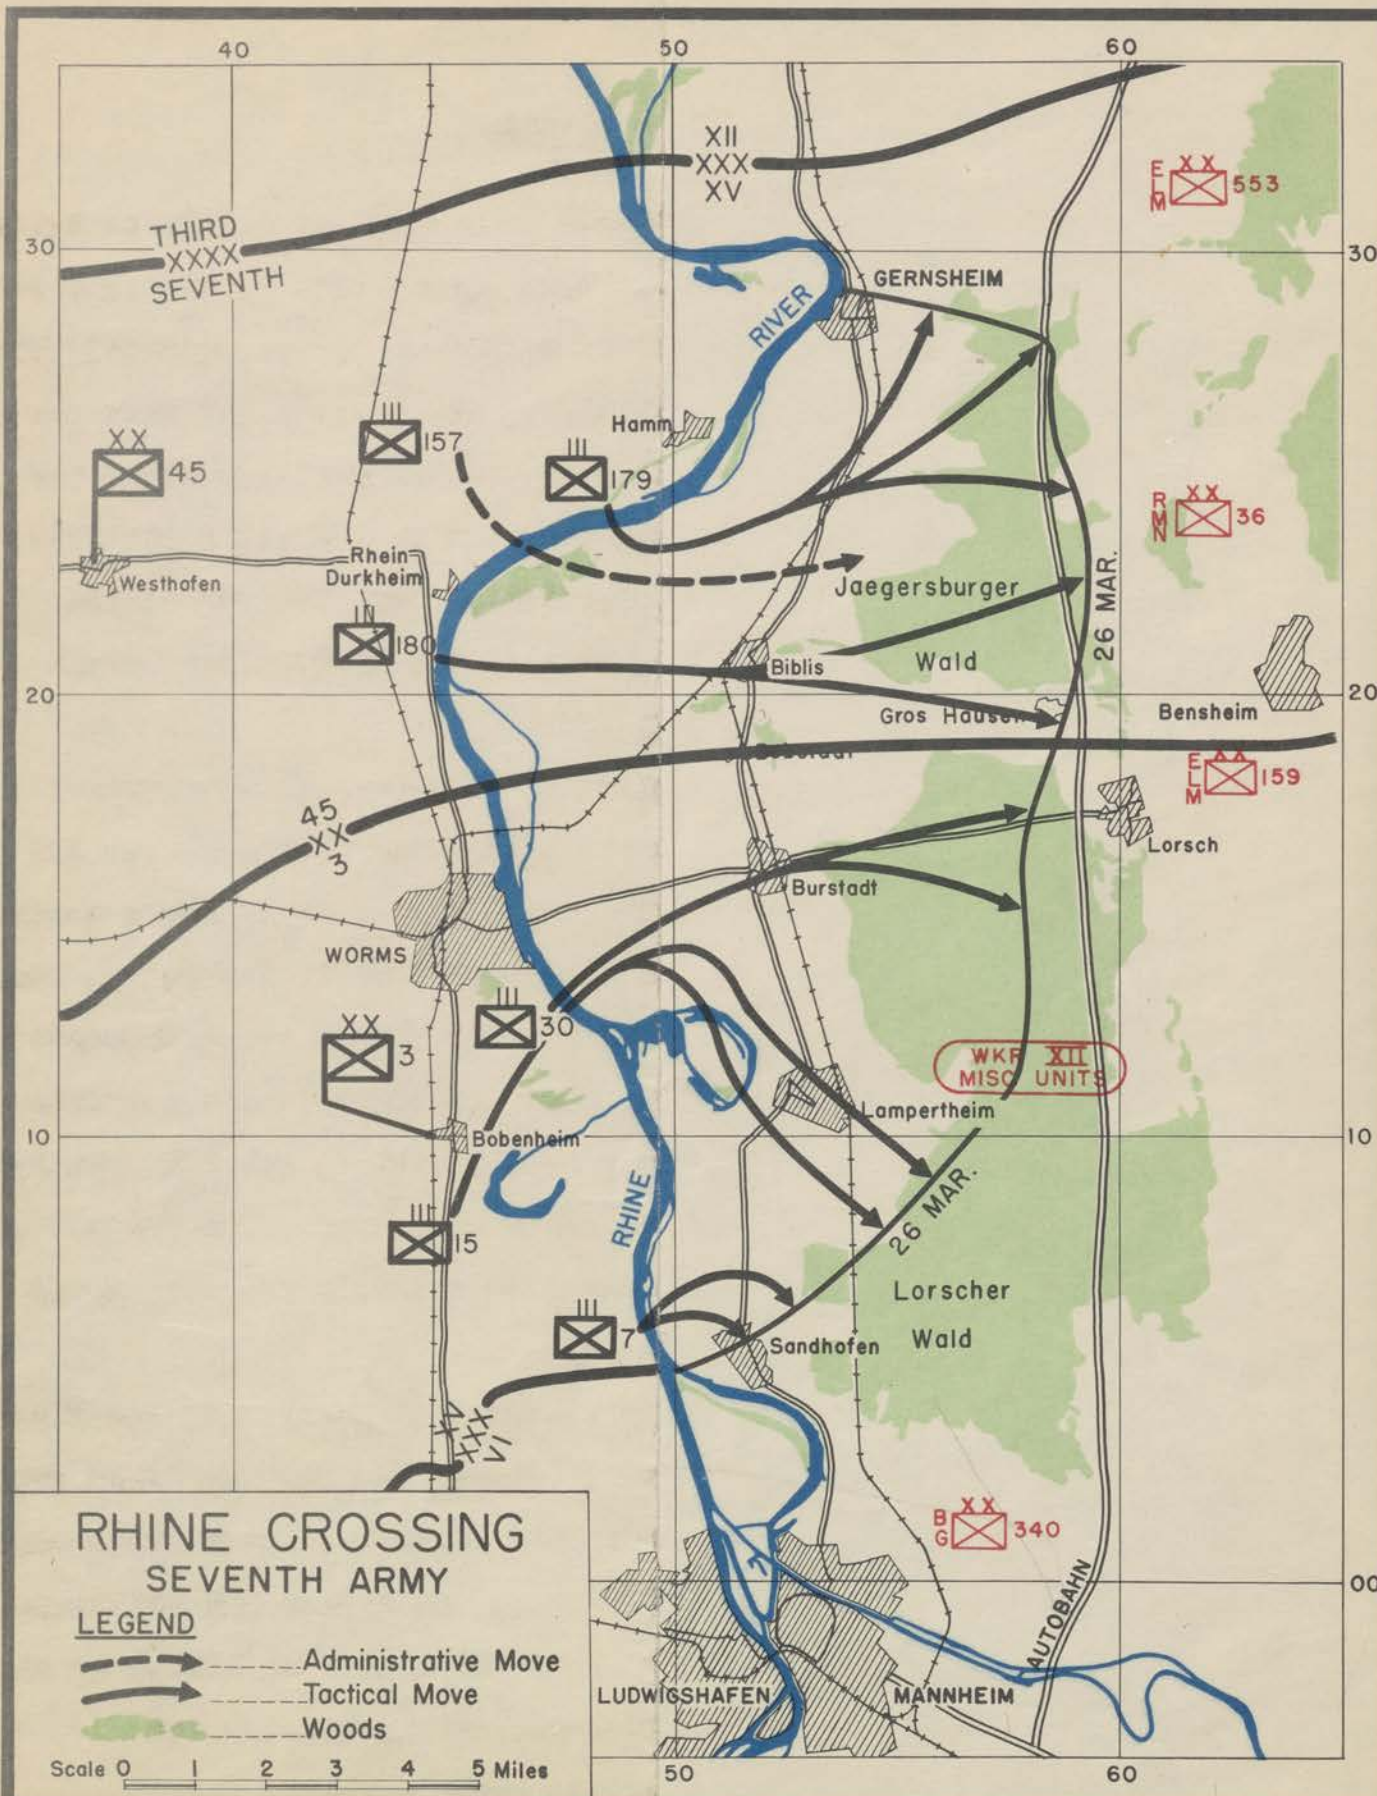 40 50 60
XII
XXX
XV
THIRD
XXXX
SEVENTH
30 30
E
L
M
XX
553
GERNSHEIM
RIVER
Hamm
III
157
III
179
XX
45
R
M
N
XX
36
Westhofen
Rhein
Durkheim
Jaegersburger
Wald
26 MAR.
III
180
Biblis
20 20
Gros Hausen
Bensheim
E
L
M
XX
159
45
XX
3
Lorsch
Burstadt
WORMS
III
30
XX
3
WKR XII
MISC UNITS
Lampertheim
10 10
Bobenheim
RHINE
26 MAR.
III
15
Lorscher
Wald
III
7
Sandhofen
XV
XXX
VI
B
G
XX
340
00
AUTOBAHN
LUDWIGSHAFEN
MANNHEIM
50 60
RHINE CROSSING
SEVENTH ARMY
LEGEND
Administrative Move
Tactical Move
Woods
Scale 0 1 2 3 4 5 Miles